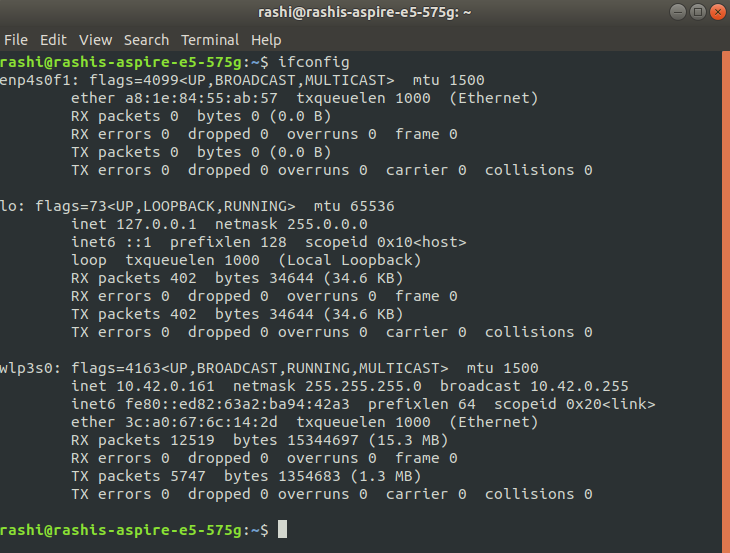 rashi@rashis-aspire-e5-575g: ~
File Edit View Search Terminal Help
rashi@rashis-aspire-e5-575g:~$ ifconfig
enp4s0f1: flags=4099<UP,BROADCAST,MULTICAST>  mtu 1500
        ether a8:1e:84:55:ab:57  txqueuelen 1000  (Ethernet)
        RX packets 0  bytes 0 (0.0 B)
        RX errors 0  dropped 0  overruns 0  frame 0
        TX packets 0  bytes 0 (0.0 B)
        TX errors 0  dropped 0 overruns 0  carrier 0  collisions 0

lo: flags=73<UP,LOOPBACK,RUNNING>  mtu 65536
        inet 127.0.0.1  netmask 255.0.0.0
        inet6 ::1  prefixlen 128  scopeid 0x10<host>
        loop  txqueuelen 1000  (Local Loopback)
        RX packets 402  bytes 34644 (34.6 KB)
        RX errors 0  dropped 0  overruns 0  frame 0
        TX packets 402  bytes 34644 (34.6 KB)
        TX errors 0  dropped 0 overruns 0  carrier 0  collisions 0

wlp3s0: flags=4163<UP,BROADCAST,RUNNING,MULTICAST>  mtu 1500
        inet 10.42.0.161  netmask 255.255.255.0  broadcast 10.42.0.255
        inet6 fe80::ed82:63a2:ba94:42a3  prefixlen 64  scopeid 0x20<link>
        ether 3c:a0:67:6c:14:2d  txqueuelen 1000  (Ethernet)
        RX packets 12519  bytes 15344697 (15.3 MB)
        RX errors 0  dropped 0  overruns 0  frame 0
        TX packets 5747  bytes 1354683 (1.3 MB)
        TX errors 0  dropped 0 overruns 0  carrier 0  collisions 0

rashi@rashis-aspire-e5-575g:~$